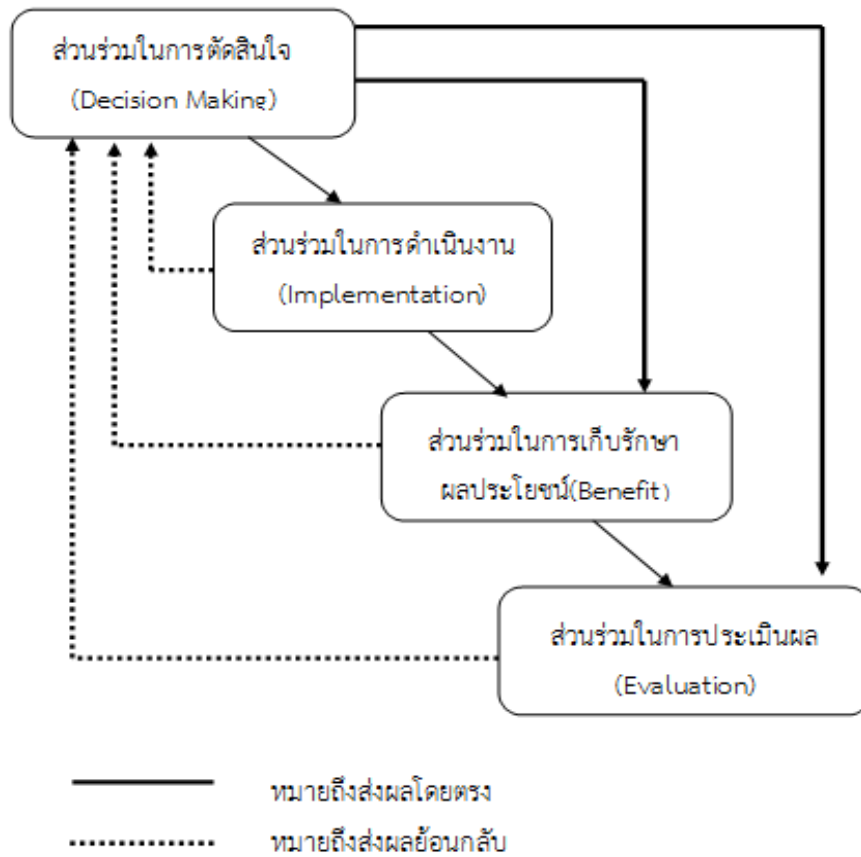 ส่วนร่วมในการตัดสินใจ
(Decision Making)
ส่วนร่วมในการดำเนินงาน
(Implementation)
ส่วนร่วมในการเก็บรักษา
ผลประโยชน์(Benefit)
ส่วนร่วมในการประเมินผล
(Evaluation)
หมายถึงส่งผลโดยตรง
หมายถึงส่งผลย้อนกลับ